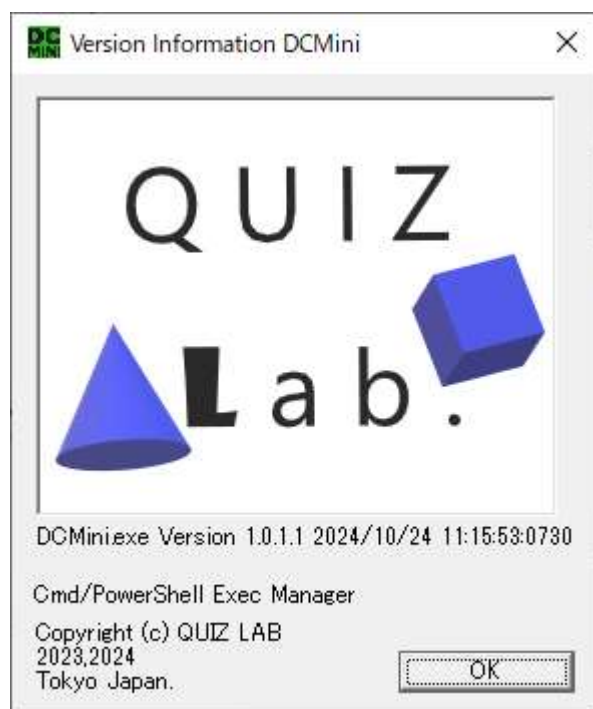 DC
MINI
Version Information DCMini
QUIZ
Lab.
DCMini.exe Version 1.0.1.1 2024/10/24 11:15:53:0730
Cmd/PowerShell Exec Manager
Copyright (c) QUIZ LAB
2023,2024
Tokyo Japan.
OK